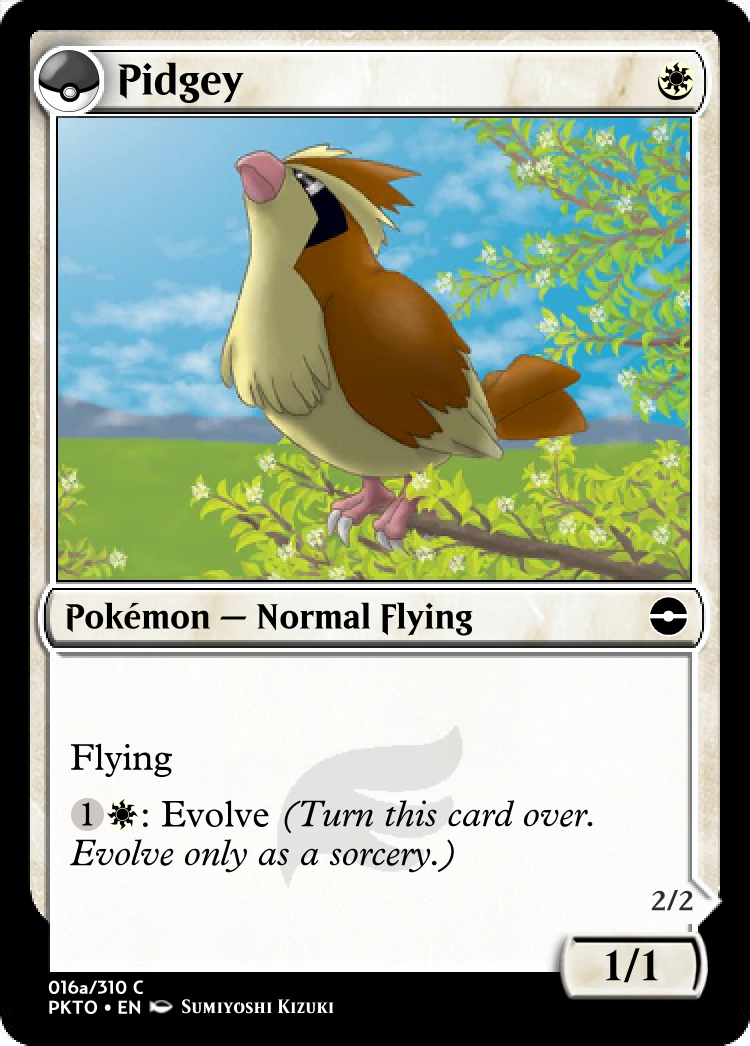 Pidgey
Pokémon — Normal Flying
Flying
1: Evolve (Turn this card over.
Evolve only as a sorcery.)
2/2
1/1
016a/310 C
PKTO • EN SUMIYOSHI KIZUKI